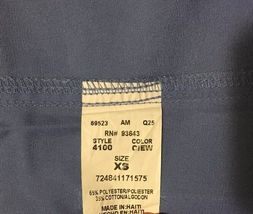 69523 AM Q25
RN# 93643
STYLE COLOR
4100 CIEW
SIZE
XS
724841171575
65% POLYESTER/POLIESTER
35% COTTON/ALGODON
MADE IN HAITI